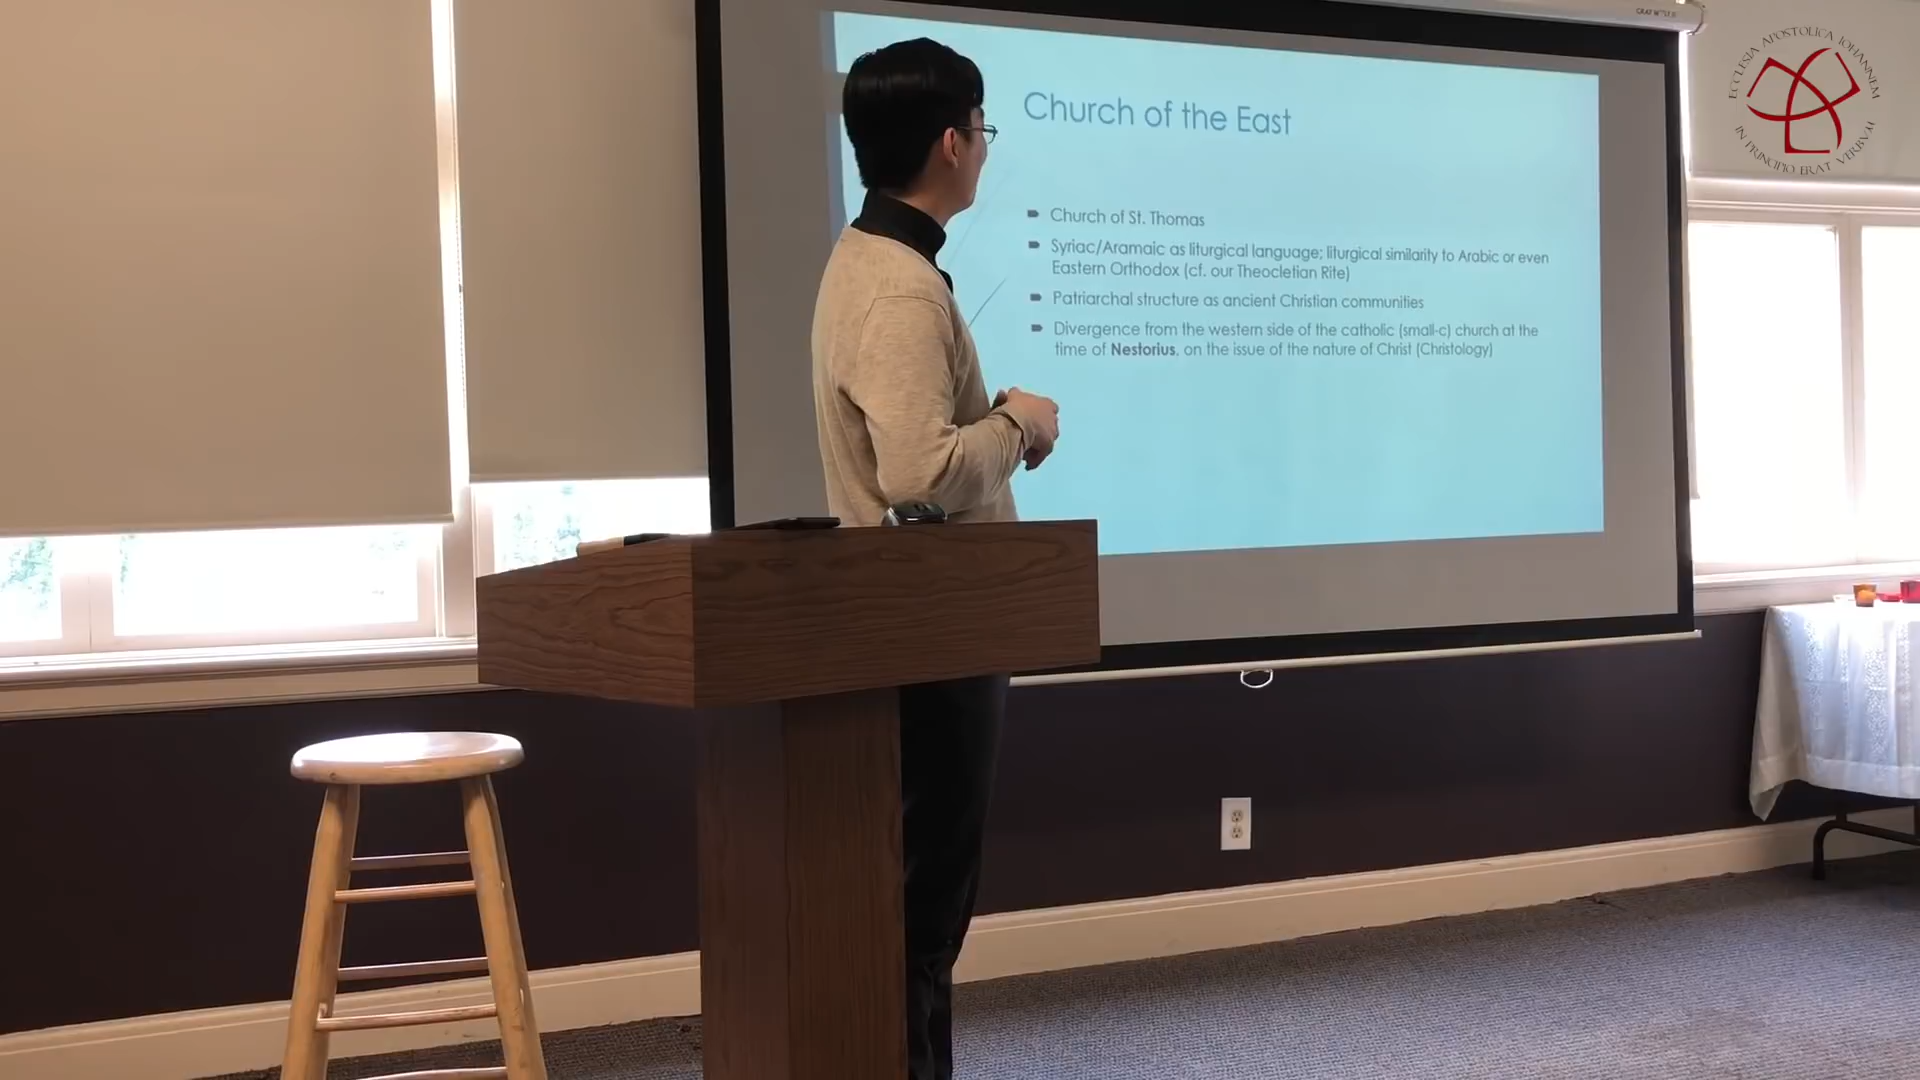 Church of the East
Church of St. Thomas
Syriac/Aramaic as liturgical language; liturgical similarity to Arabic or even
Eastern Orthodox (cf. our Theocletian Rite)
Patriarchal structure as ancient Christian communities
Divergence from the western side of the catholic (small-c) church at the
time of Nestorius, on the issue of the nature of Christ (Christology)
ECCLESIA APOSTOLICA IOHANNEM
IN PRINCIPIO ERAT VERBVM